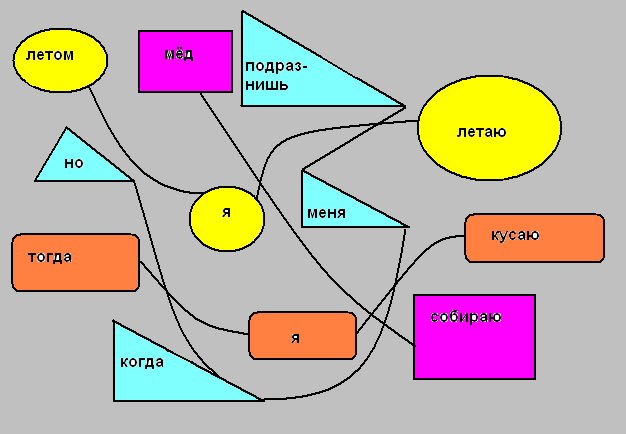 летом
мёд
подраз-
нишь
летаю
но
я
меня
кусаю
тогда
собираю
я
когда